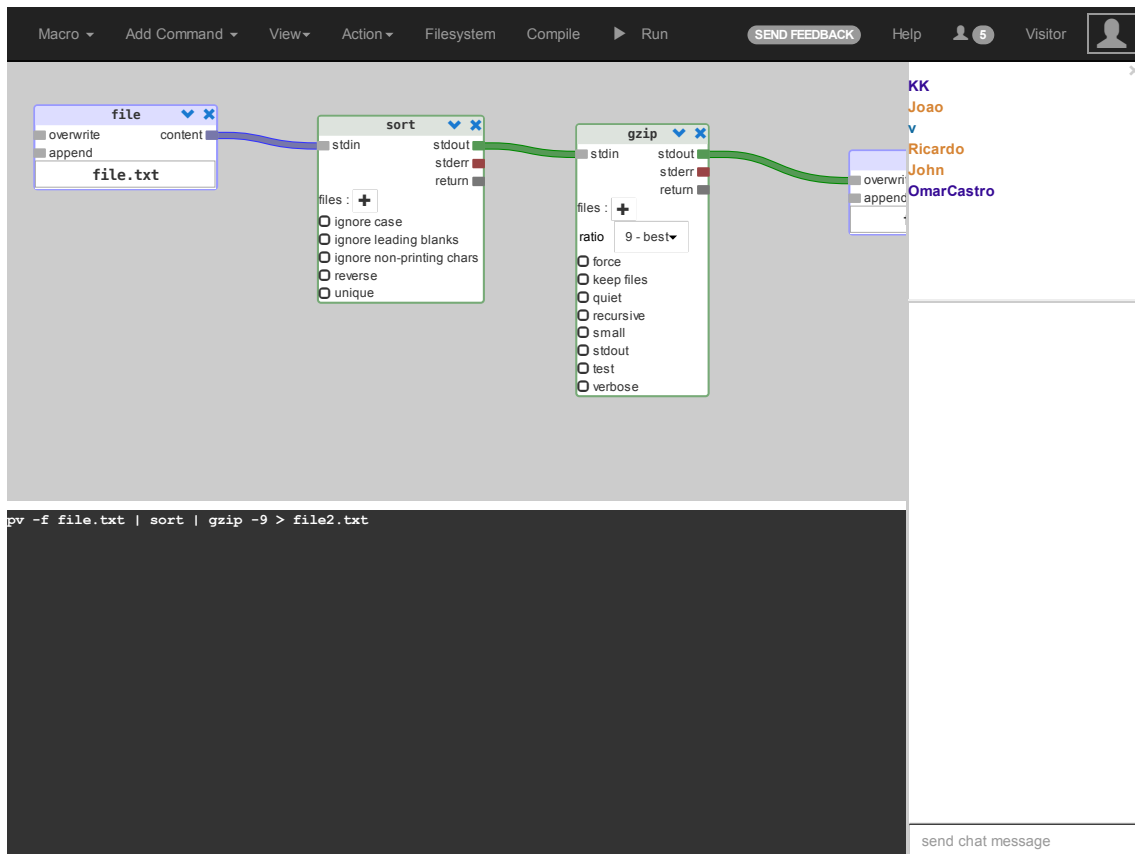 Macro Add Command View Action Filesystem Compile Run SEND FEEDBACK Help 5 Visitor
file
overwrite content
append
file.txt
sort
stdin stdout
stderr
return
files :
ignore case
ignore leading blanks
ignore non-printing chars
reverse
unique
gzip
stdin stdout
stderr
return
files :
ratio 9 - best
force
keep files
quiet
recursive
small
stdout
test
verbose
overwri
append
KK
Joao
v
Ricardo
John
OmarCastro
pv -f file.txt | sort | gzip -9 > file2.txt
send chat message